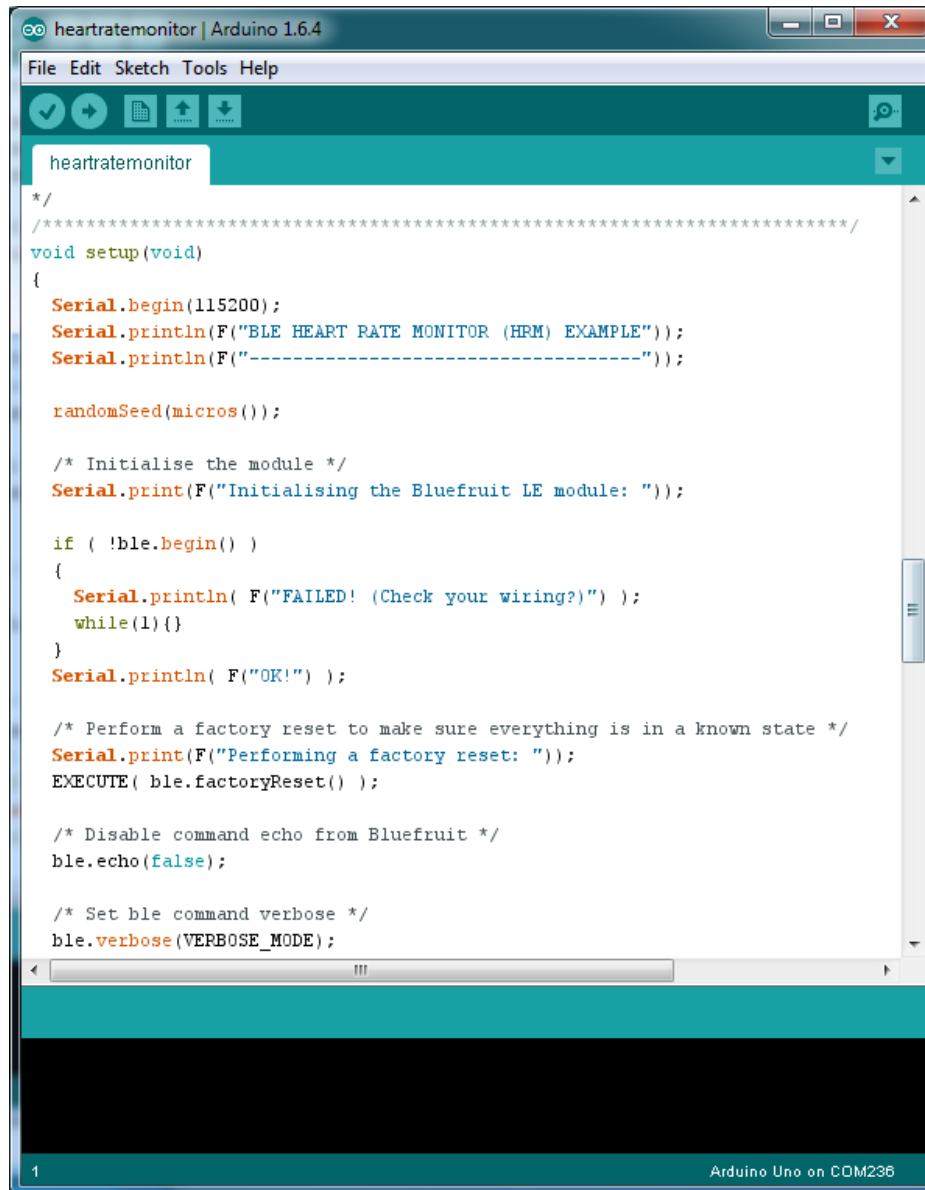 heartratemonitor | Arduino 1.6.4
File Edit Sketch Tools Help
heartratemonitor
*/
/**************************************************************************/
void setup(void)
{
  Serial.begin(115200);
  Serial.println(F("BLE HEART RATE MONITOR (HRM) EXAMPLE"));
  Serial.println(F("------------------------------------"));

  randomSeed(micros());

  /* Initialise the module */
  Serial.print(F("Initialising the Bluefruit LE module: "));

  if ( !ble.begin() )
  {
    Serial.println( F("FAILED! (Check your wiring?)") );
    while(1){}
  }
  Serial.println( F("OK!") );

  /* Perform a factory reset to make sure everything is in a known state */
  Serial.print(F("Performing a factory reset: "));
  EXECUTE( ble.factoryReset() );

  /* Disable command echo from Bluefruit */
  ble.echo(false);

  /* Set ble command verbose */
  ble.verbose(VERBOSE_MODE);
1 Arduino Uno on COM236